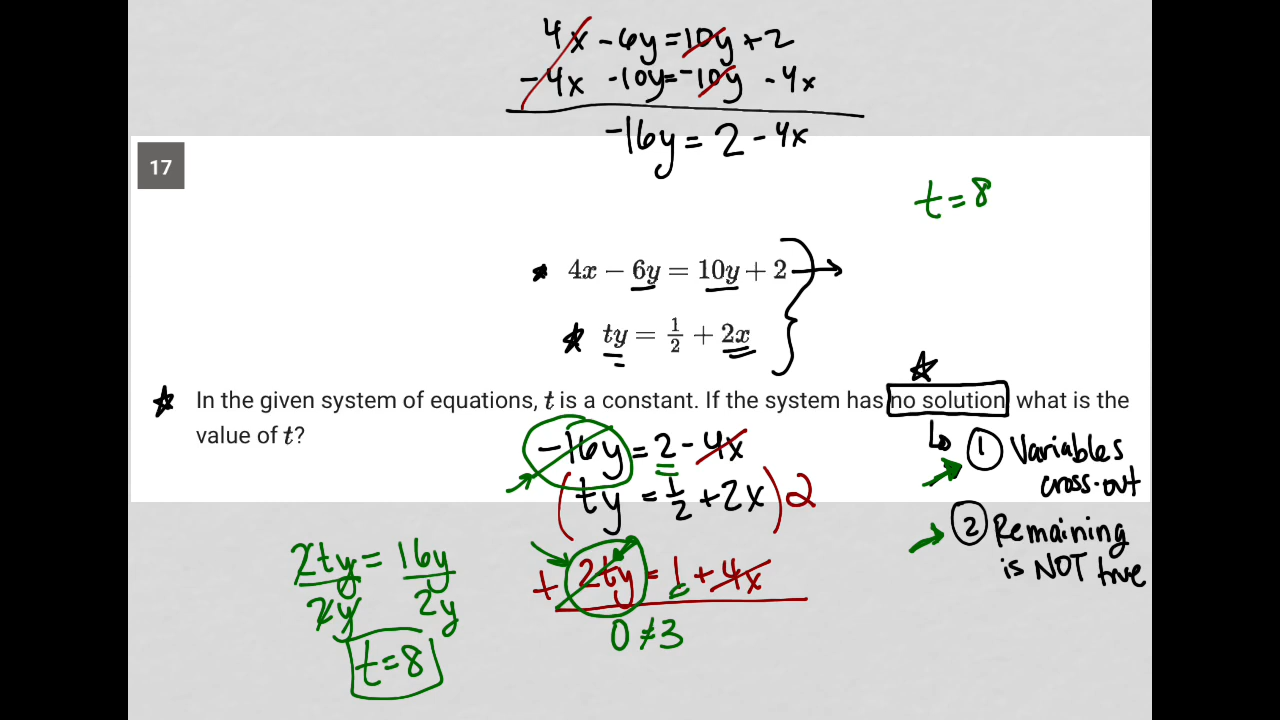 4x - 6y = 10y + 2
- 4x - 10y = -10y - 4x
-16y = 2 - 4x
17
t = 8
4x − 6y = 10y + 2
ty = 1/2 + 2x
In the given system of equations, t is a constant. If the system has no solution what is the
value of t?
-16y = 2 - 4x
(ty = 1/2 + 2x) 2
+ 2ty = 1 + 4x
0 ≠ 3
① Variables
cross-out
② Remaining
is NOT true
2ty = 16y
2y 2y
t = 8